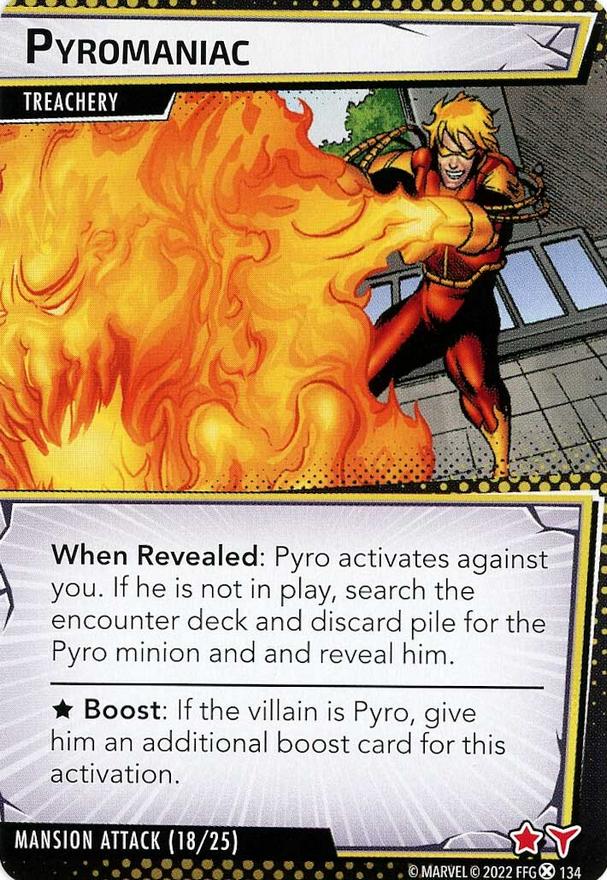 PYROMANIAC
TREACHERY
When Revealed: Pyro activates against
you. If he is not in play, search the
encounter deck and discard pile for the
Pyro minion and and reveal him.
★ Boost: If the villain is Pyro, give
him an additional boost card for this
activation.
MANSION ATTACK (18/25)
© MARVEL © 2022 FFG 134